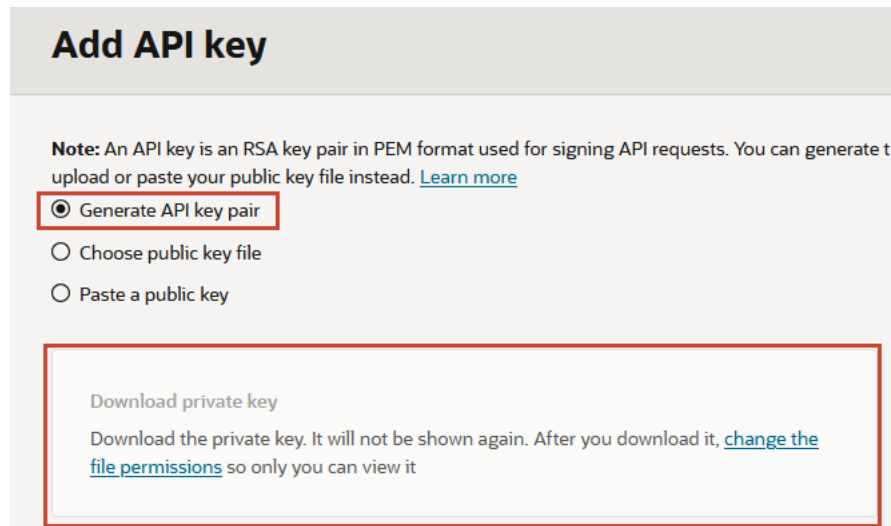 Add API key
Note: An API key is an RSA key pair in PEM format used for signing API requests. You can generate t
upload or paste your public key file instead. Learn more
Generate API key pair
Choose public key file
Paste a public key
Download private key
Download the private key. It will not be shown again. After you download it, change the
file permissions so only you can view it